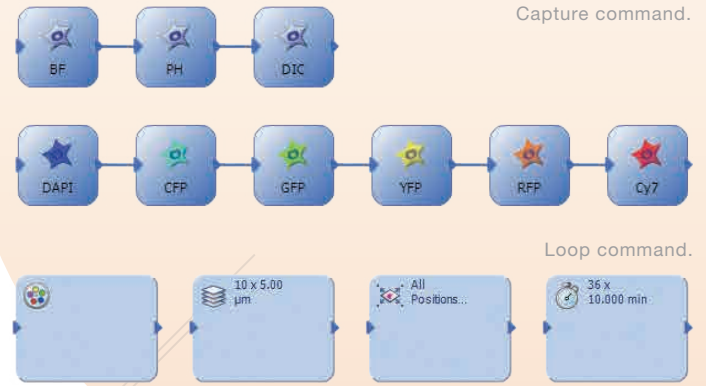 Capture command.
BF
PH
DIC
DAPI
CFP
GFP
YFP
RFP
Cy7
Loop command.
10 x 5.00
µm
All
Positions...
36 x
10.000 min